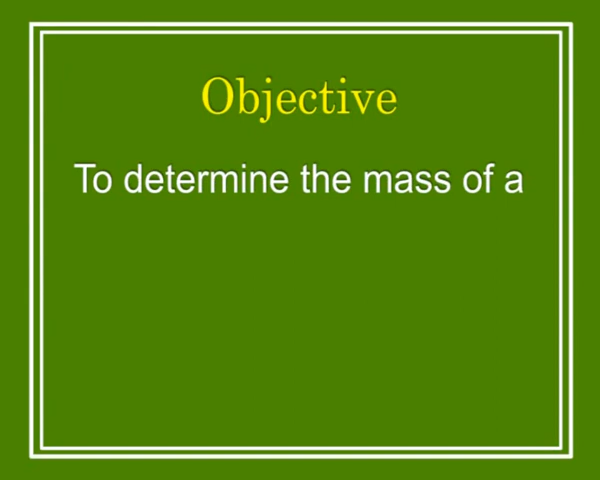 Objective
To determine the mass of a